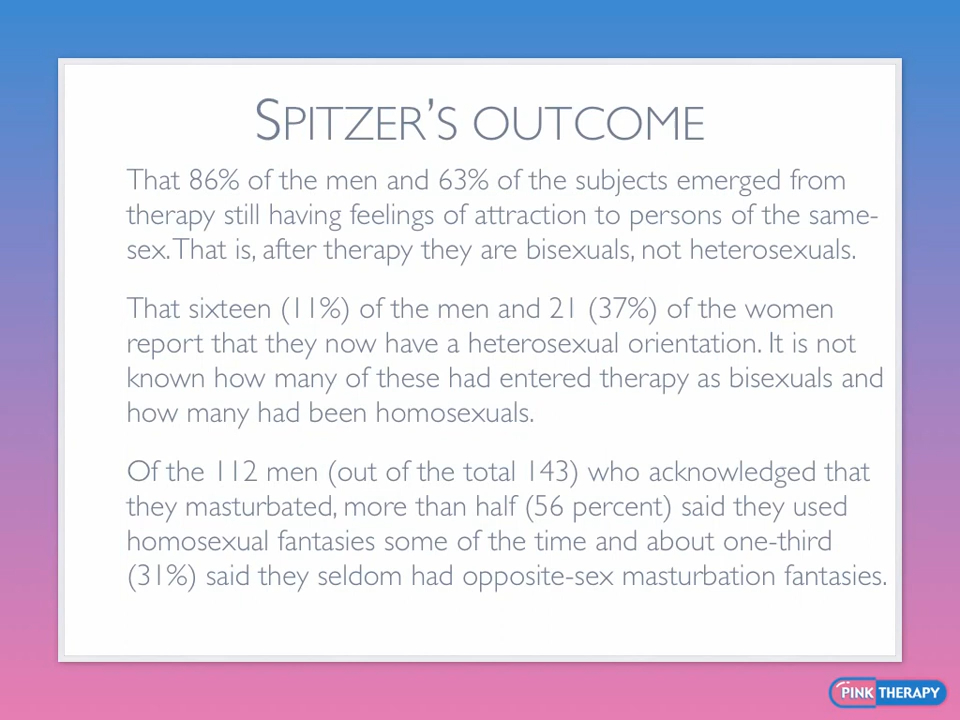 SPITZER'S OUTCOME
That 86% of the men and 63% of the subjects emerged from
therapy still having feelings of attraction to persons of the same-
sex. That is, after therapy they are bisexuals, not heterosexuals.
That sixteen (11%) of the men and 21 (37%) of the women
report that they now have a heterosexual orientation. It is not
known how many of these had entered therapy as bisexuals and
how many had been homosexuals.
Of the 112 men (out of the total 143) who acknowledged that
they masturbated, more than half (56 percent) said they used
homosexual fantasies some of the time and about one-third
(31%) said they seldom had opposite-sex masturbation fantasies.
PINK THERAPY